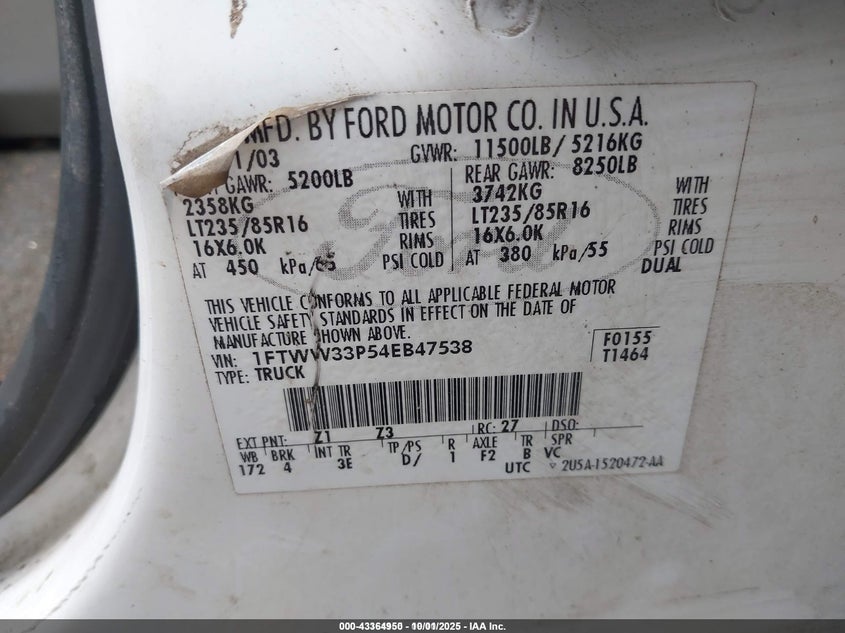 MFD. BY FORD MOTOR CO. IN U.S.A.
1/03 GVWR: 11500LB/ 5216KG
GAWR: 5200LB REAR GAWR: 8250LB
2358KG WITH 3742KG WITH
LT235/85R16 TIRES LT235/85R16 TIRES
16X6.0K RIMS 16X6.0K RIMS
AT 450 kPa/65 PSI COLD AT 380 kPa/55 PSI COLD
DUAL
Ford
THIS VEHICLE CONFORMS TO ALL APPLICABLE FEDERAL MOTOR
VEHICLE SAFETY STANDARDS IN EFFECT ON THE DATE OF
MANUFACTURE SHOWN ABOVE.
VIN: 1FTWW33P54EB47538 F0155
TYPE: TRUCK T1464
EXT PNT: Z1 Z3 RC: 27 DSO:
WB BRK INT TR TP/PS R AXLE TR SPR
172 4 3E D/ 1 F2 B VC
UTC ▽ 2U5A-1520472-AA
000-43364950 - 10/01/2025 - IAA Inc.